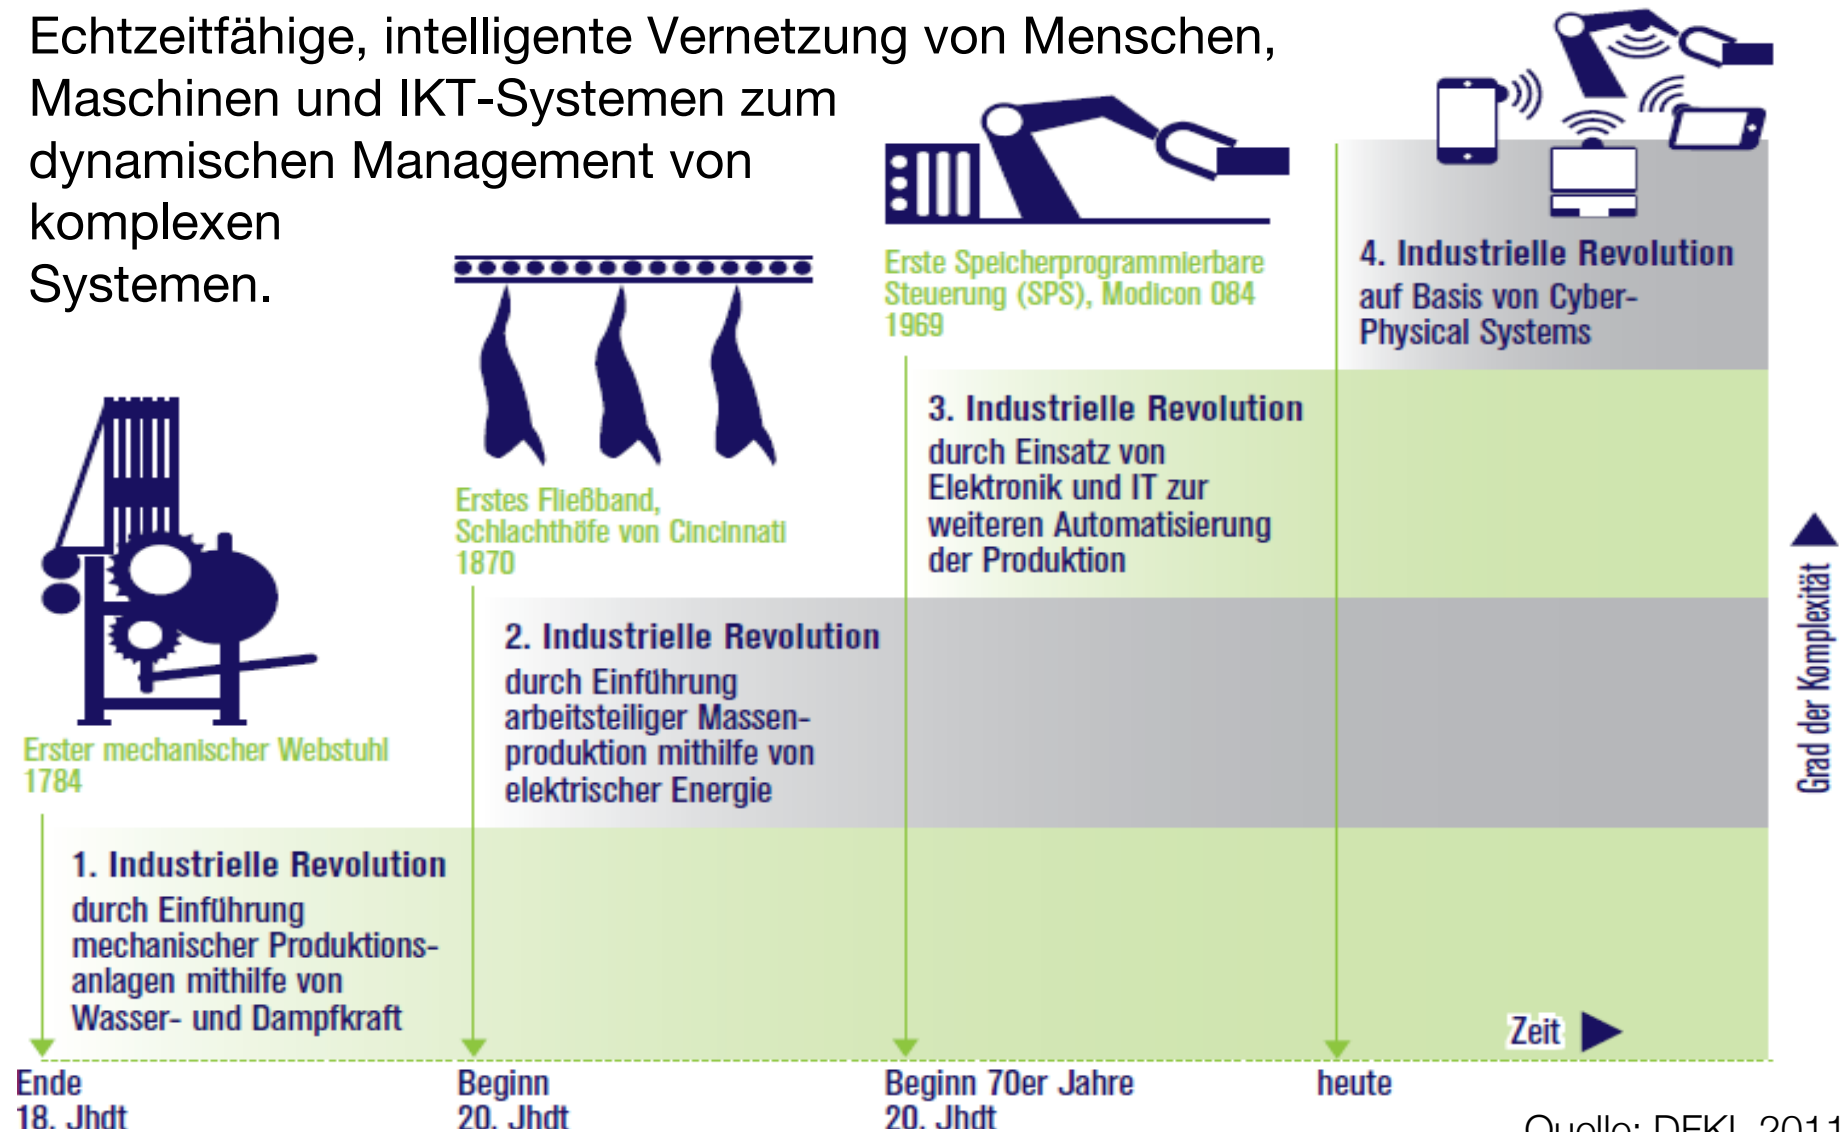 Echtzeitfähige, intelligente Vernetzung von Menschen,
Maschinen und IKT-Systemen zum
dynamischen Management von
komplexen
Systemen.
Erster mechanischer Webstuhl
1784
Erstes Fließband,
Schlachthöfe von Cincinnati
1870
Erste Speicherprogrammierbare
Steuerung (SPS), Modicon 084
1969
4. Industrielle Revolution
auf Basis von Cyber-
Physical Systems
3. Industrielle Revolution
durch Einsatz von
Elektronik und IT zur
weiteren Automatisierung
der Produktion
2. Industrielle Revolution
durch Einführung
arbeitsteiliger Massen-
produktion mithilfe von
elektrischer Energie
1. Industrielle Revolution
durch Einführung
mechanischer Produktions-
anlagen mithilfe von
Wasser- und Dampfkraft
Grad der Komplexität
Zeit
Ende
18. Jhdt
Beginn
20. Jhdt
Beginn 70er Jahre
20. Jhdt
heute
Quelle: DFKI, 2011